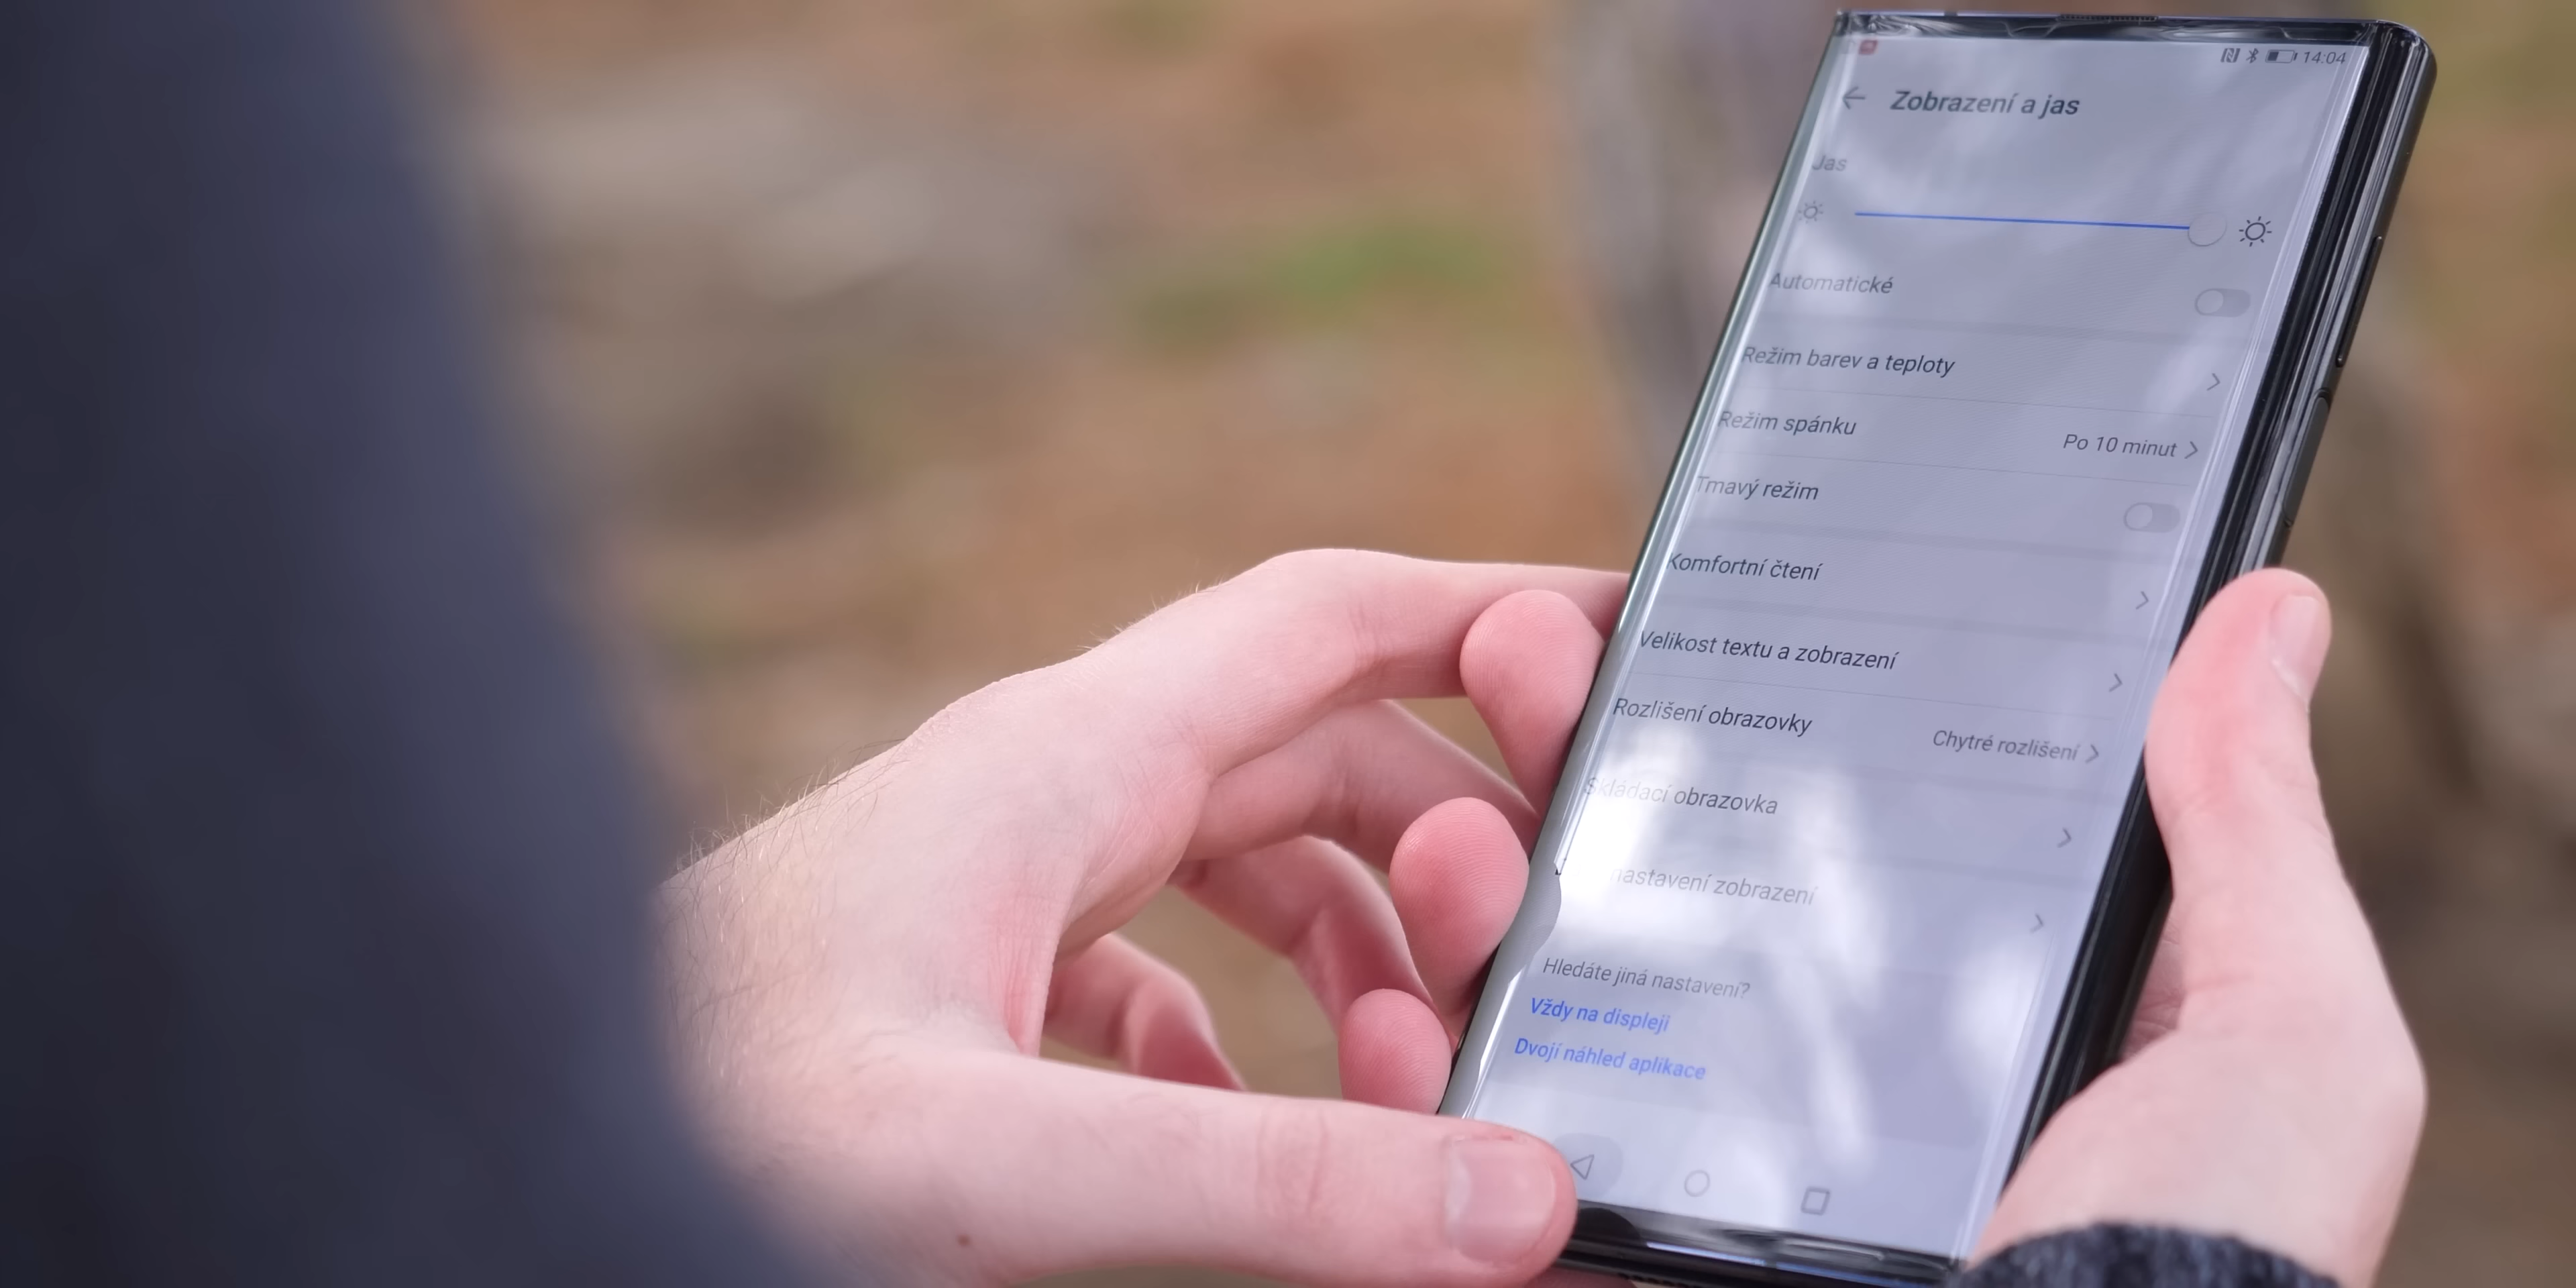 14:04
Zobrazení a jas
Jas
Automatické
Režim barev a teploty
Režim spánku Po 10 minut
Tmavý režim
Komfortní čtení
Velikost textu a zobrazení
Rozlišení obrazovky Chytré rozlišení
Skládací obrazovka
nastavení zobrazení
Hledáte jiná nastavení?
Vždy na displeji
Dvojí náhled aplikace